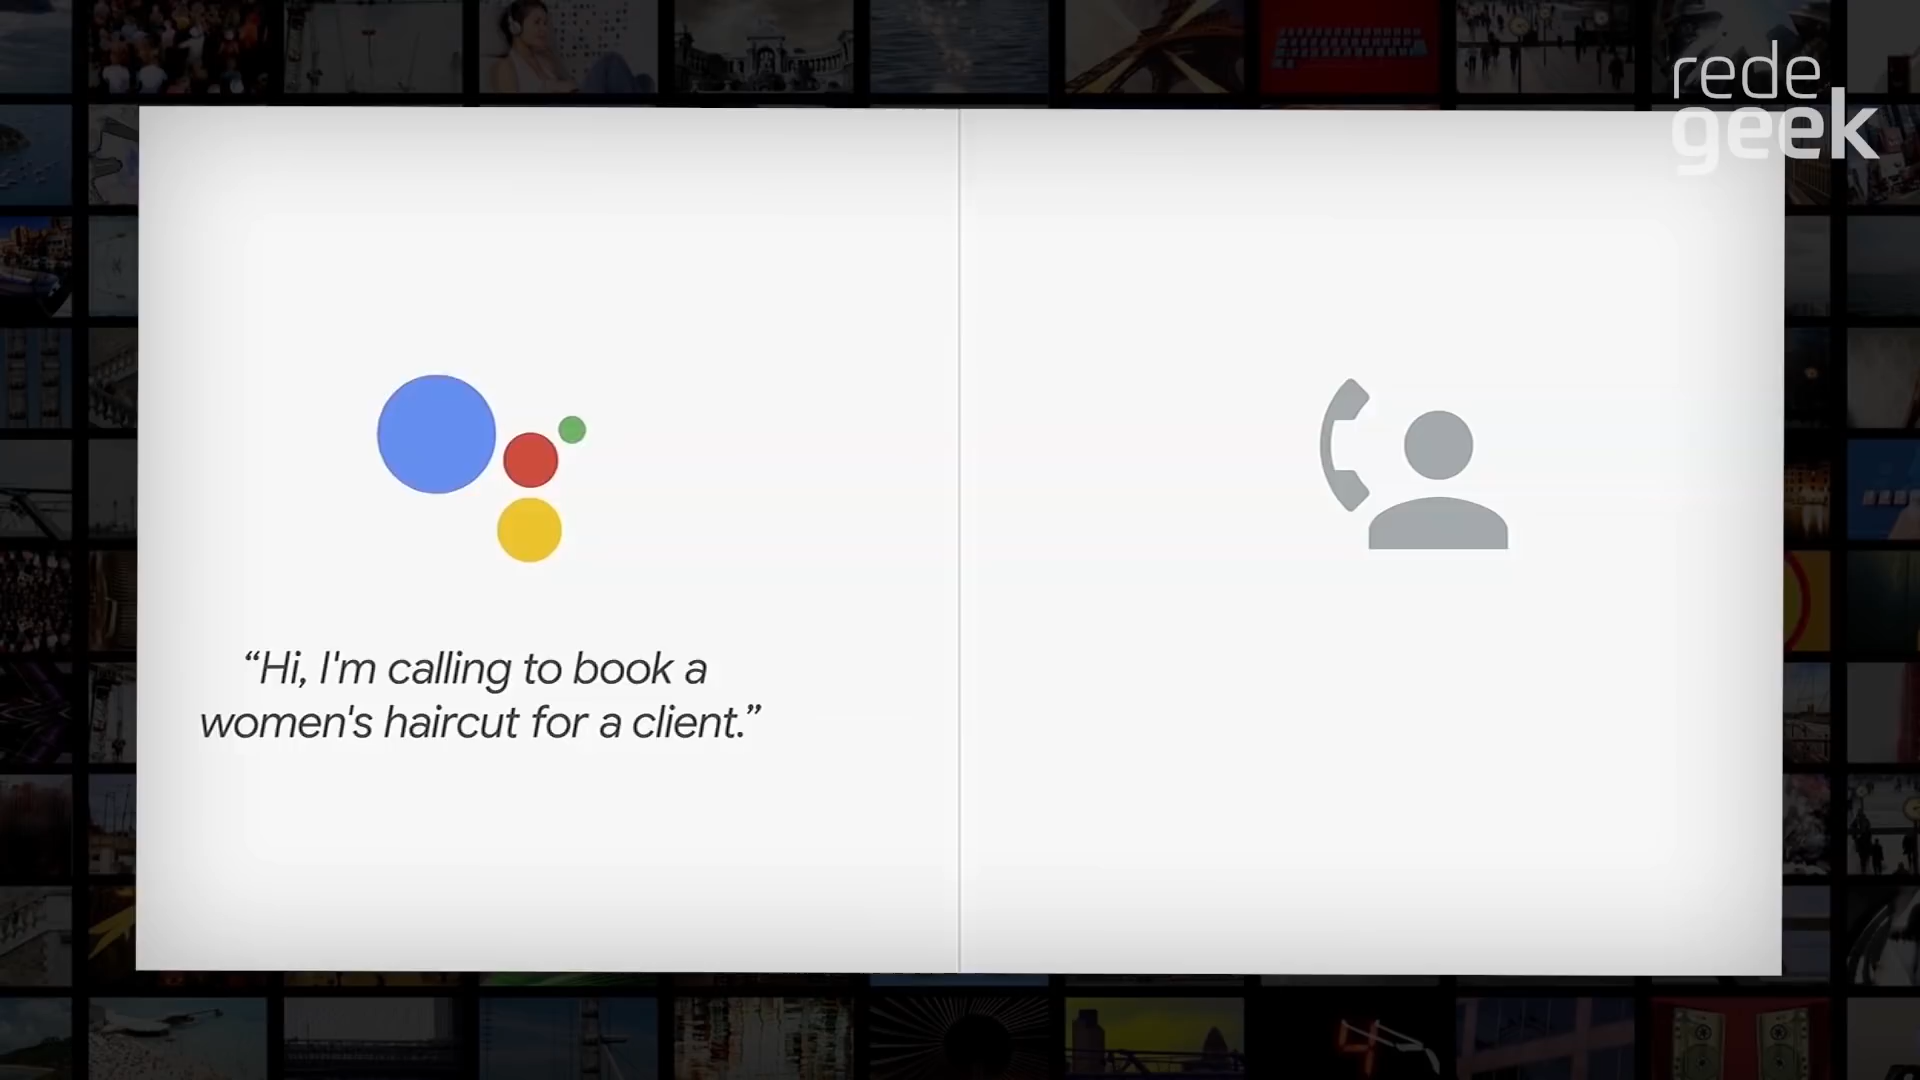 rede
geek
“Hi, I'm calling to book a
women's haircut for a client.”